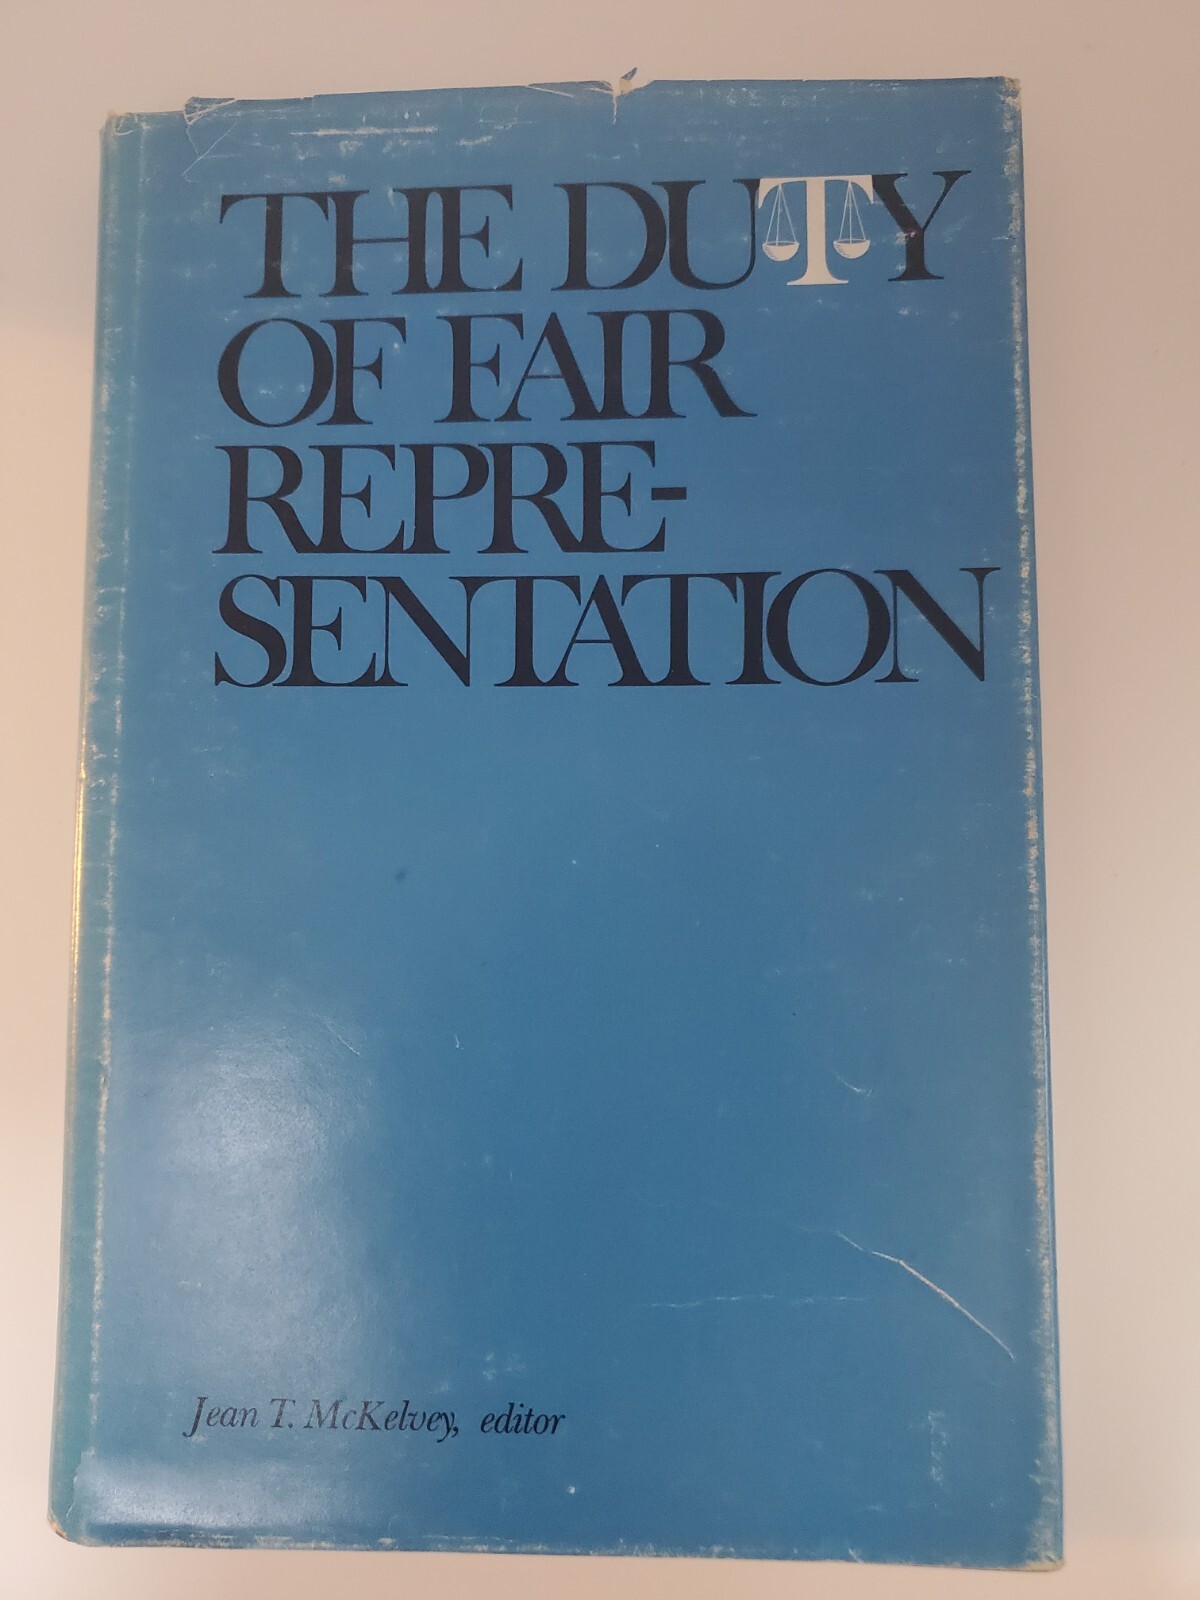 THE DUTY
OF FAIR
REPRE-
SENTATION
Jean T. McKelvey, editor